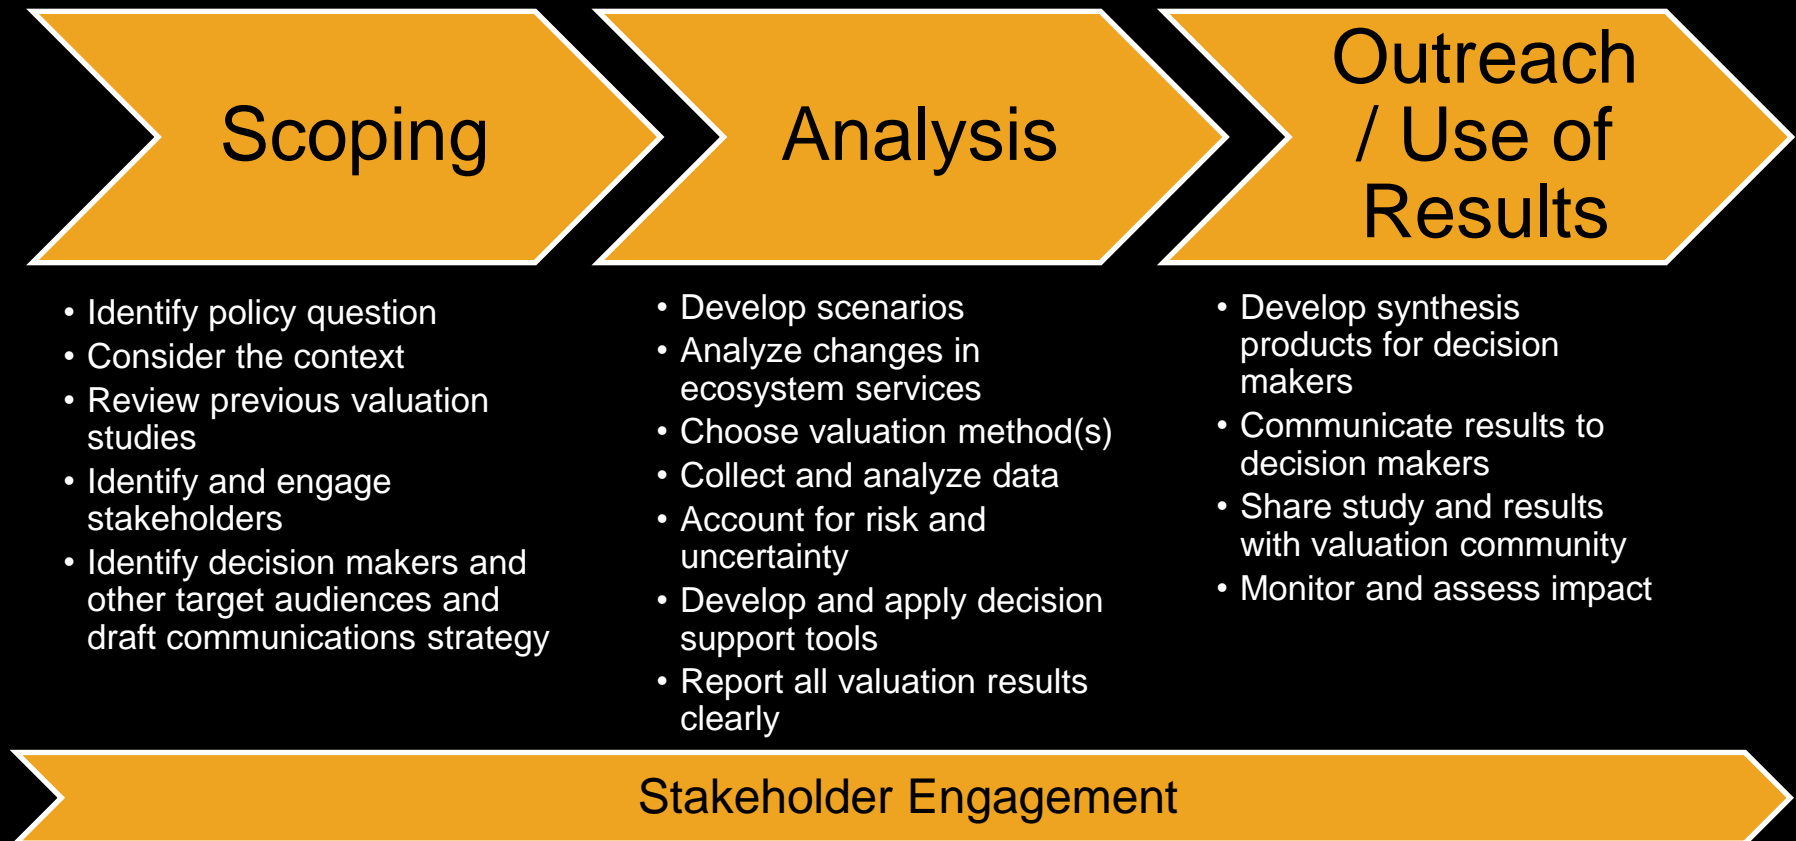 Scoping
• Identify policy question
• Consider the context
• Review previous valuation
studies
• Identify and engage
stakeholders
• Identify decision makers and
other target audiences and
draft communications strategy
Analysis
• Develop scenarios
• Analyze changes in
ecosystem services
• Choose valuation method(s)
• Collect and analyze data
• Account for risk and
uncertainty
• Develop and apply decision
support tools
• Report all valuation results
clearly
Outreach
/ Use of
Results
• Develop synthesis
products for decision
makers
• Communicate results to
decision makers
• Share study and results
with valuation community
• Monitor and assess impact
Stakeholder Engagement